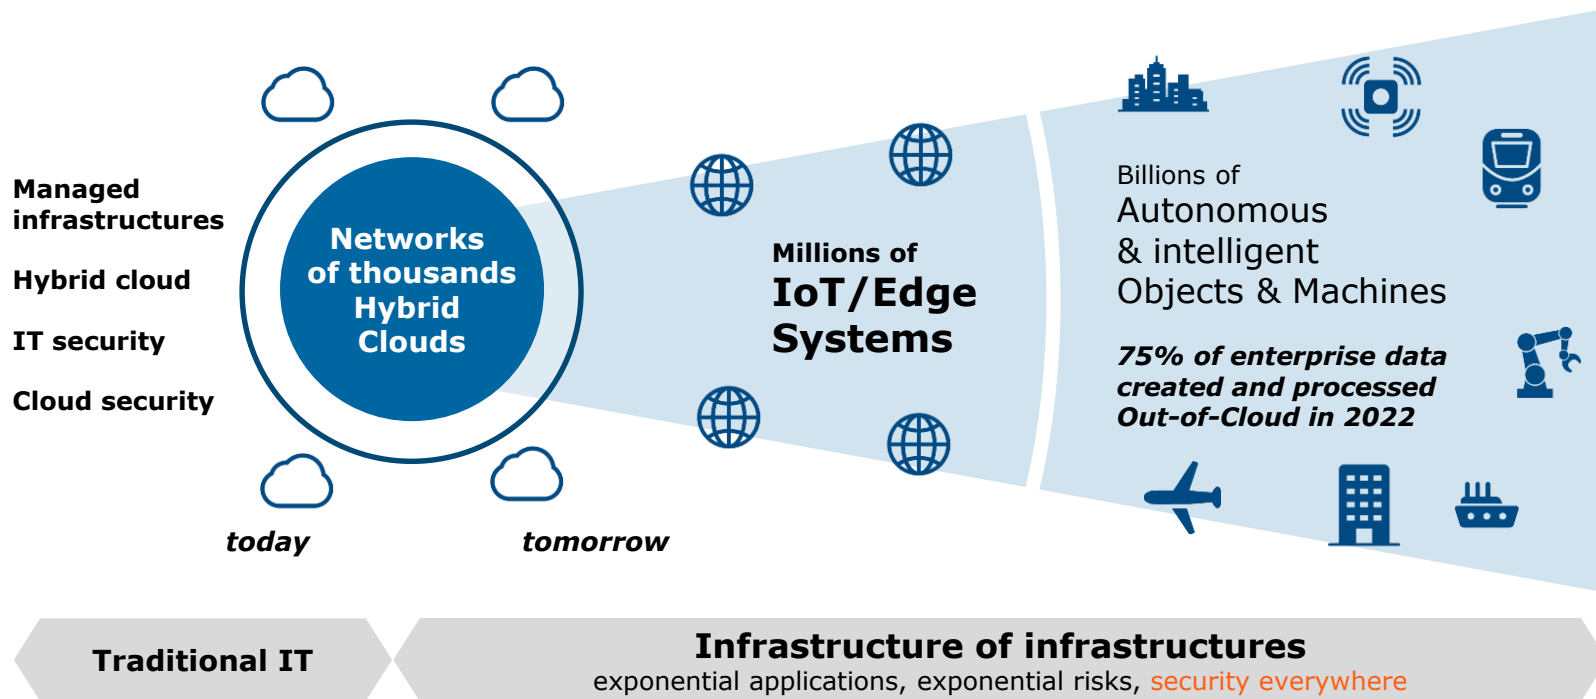 Managed
infrastructures
Hybrid cloud
IT security
Cloud security
Networks
of thousands
Hybrid
Clouds
today
tomorrow
Millions of
IoT/Edge
Systems
Billions of
Autonomous
& intelligent
Objects & Machines
75% of enterprise data
created and processed
Out-of-Cloud in 2022
Traditional IT
Infrastructure of infrastructures
exponential applications, exponential risks, security everywhere